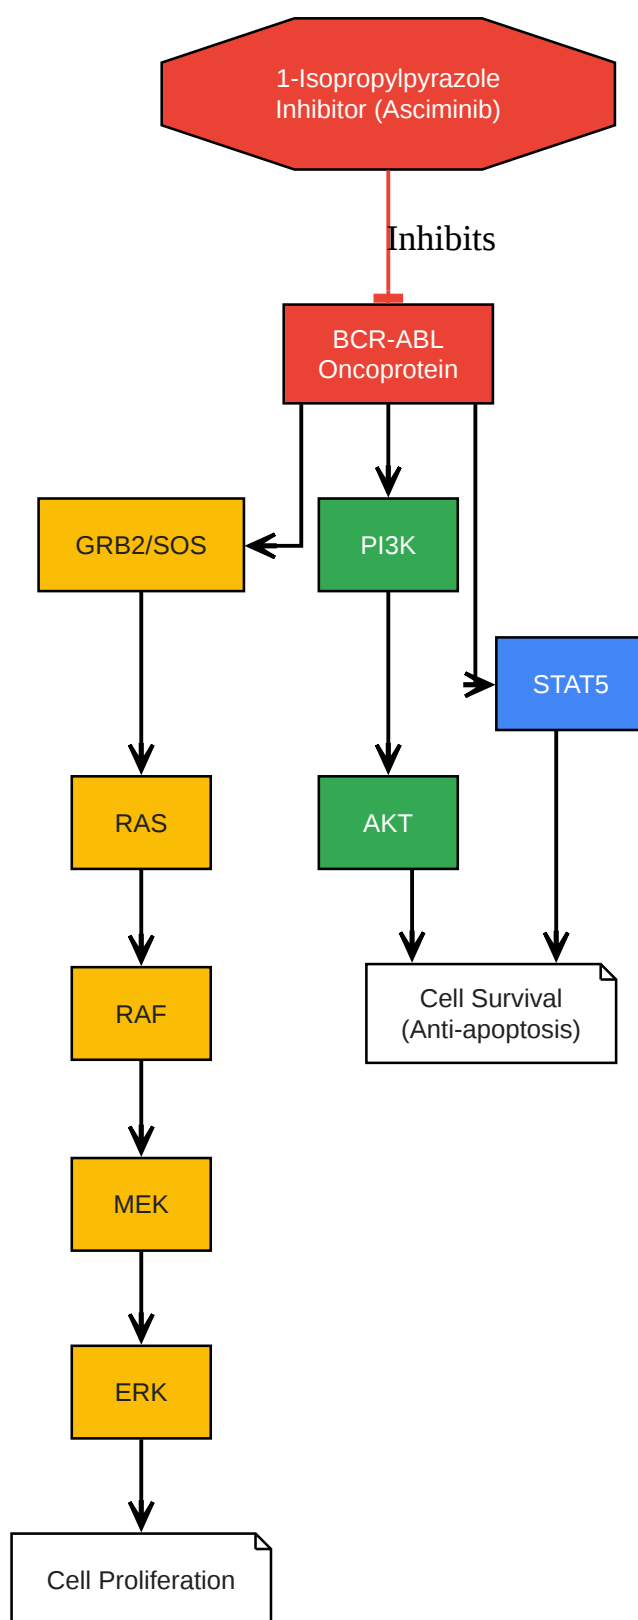 1-Isopropylpyrazole
Inhibitor (Asciminib)
Inhibits
BCR-ABL
Oncoprotein
GRB2/SOS
PI3K
STAT5
RAS
AKT
RAF
Cell Survival
(Anti-apoptosis)
MEK
ERK
Cell Proliferation